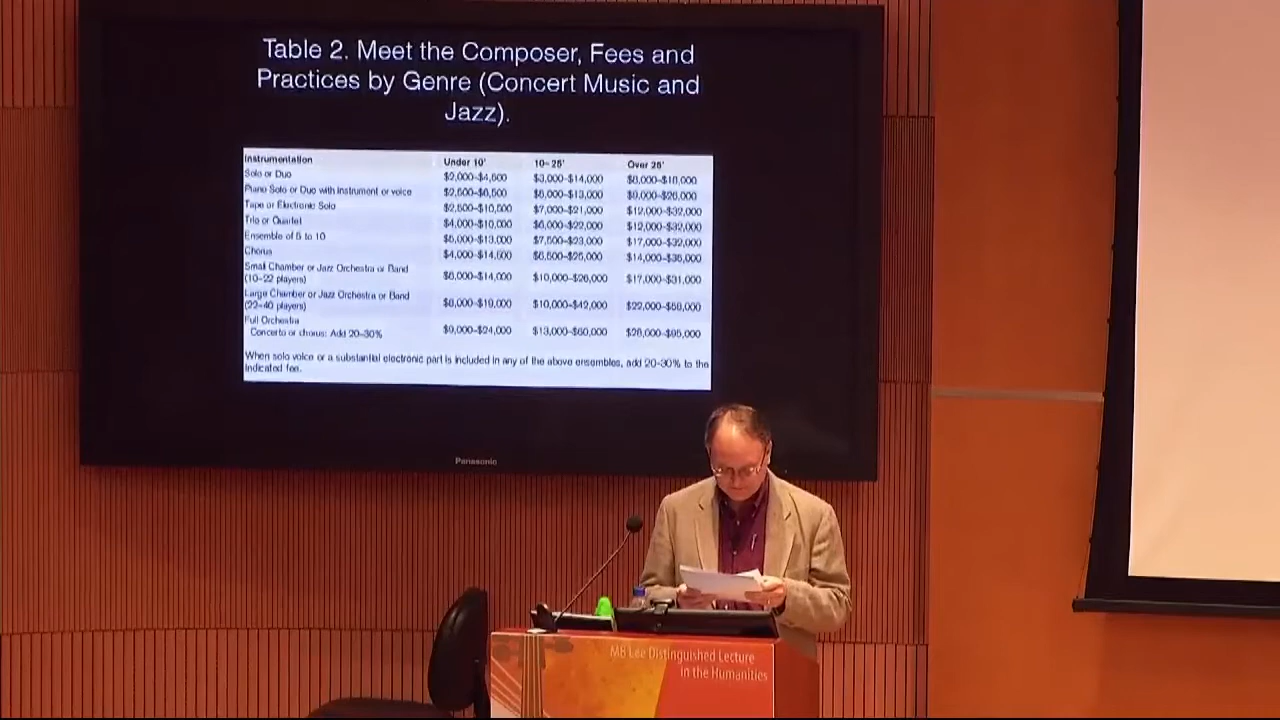 Table 2. Meet the Composer, Fees and
Practices by Genre (Concert Music and
Jazz).
Instrumentation Under 10' 10–25' Over 25'
Solo or Duo $2,000–$4,500 $3,000–$14,000 $8,000–$18,000
Piano Solo or Duo with instrument or voice $2,500–$6,500 $6,000–$13,000 $9,000–$26,000
Tape or Electronic Solo $2,500–$10,500 $7,000–$21,000 $12,000–$32,000
Trio or Quartet $4,000–$10,000 $6,000–$22,000 $12,000–$32,000
Ensemble of 5 to 10 $5,000–$13,000 $7,500–$23,000 $17,000–$32,000
Chorus $4,000–$14,500 $6,500–$25,000 $14,000–$35,000
Small Chamber or Jazz Orchestra or Band
(10–22 players) $6,000–$14,000 $10,000–$26,000 $17,000–$31,000
Large Chamber or Jazz Orchestra or Band
(22–40 players) $8,000–$19,000 $10,000–$42,000 $22,000–$58,000
Full Orchestra
Concerto or chorus: Add 20–30% $9,000–$24,000 $13,000–$60,000 $28,000–$95,000
When solo voice or a substantial electronic part is included in any of the above ensembles, add 20–30% to the
indicated fee.
Panasonic
MB Lee Distinguished Lecture
in the Humanities